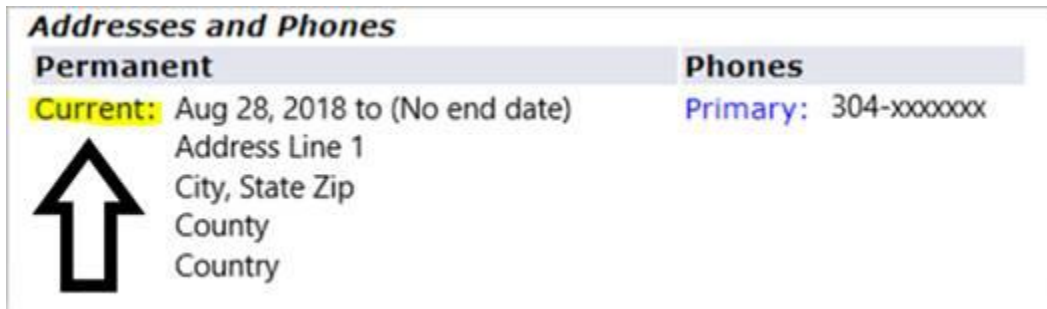 Addresses and Phones
Permanent Phones
Current: Aug 28, 2018 to (No end date) Primary: 304-xxxxxxx
Address Line 1
City, State Zip
County
Country